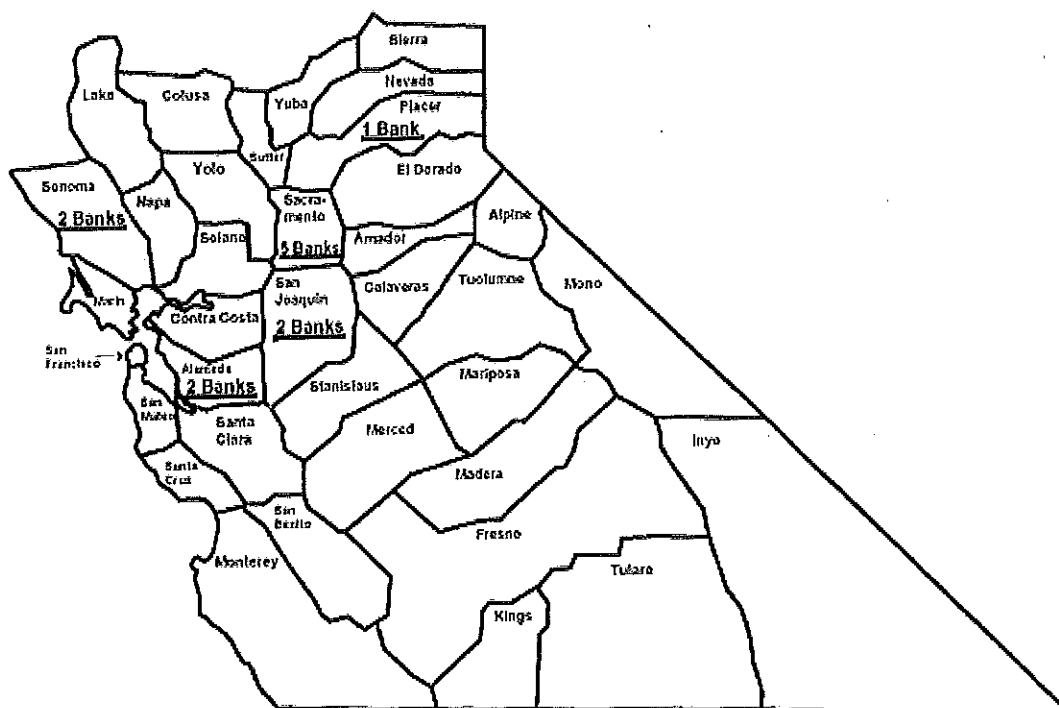 Sierra
Nevada
Placer
1 Bank
Lake
Colusa
Yuba
Sutter
Yolo
El Dorado
Sonoma
2 Banks
Napa
Sacra-
mento
5 Banks
Solano
Amador
Alpine
Calaveras
Tuolumne
Mono
San
Joaquin
2 Banks
Marin
Contra Costa
San
Francisco
Alameda
2 Banks
Stanislaus
Mariposa
San
Mateo
Santa
Clara
Merced
Inyo
Santa
Cruz
Madera
San
Benito
Fresno
Monterey
Tulare
Kings